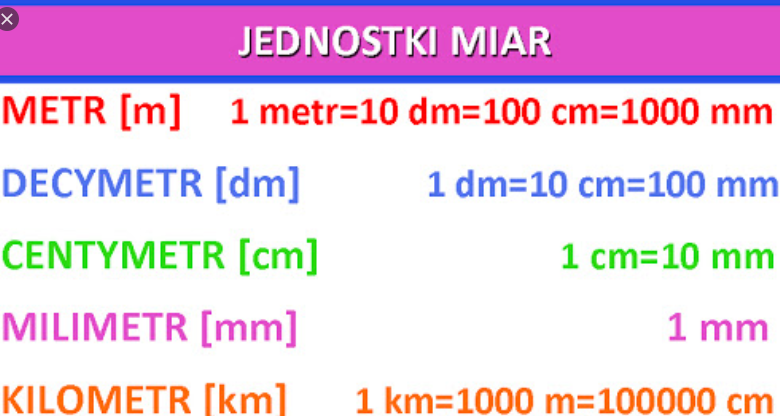 JEDNOSTKI MIAR
METR [m] 1 metr=10 dm=100 cm=1000 mm
DECYMETR [dm] 1 dm=10 cm=100 mm
CENTYMETR [cm] 1 cm=10 mm
MILIMETR [mm] 1 mm
KILOMETR [km] 1 km=1000 m=100000 cm